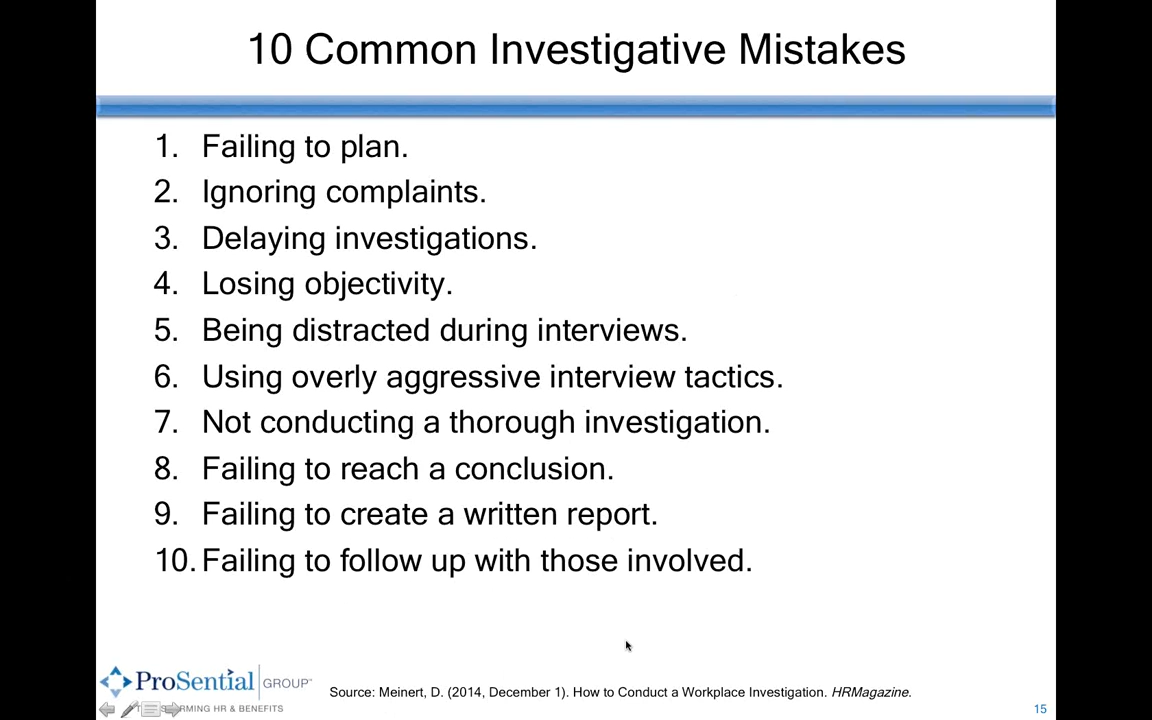 10 Common Investigative Mistakes
1. Failing to plan.
2. Ignoring complaints.
3. Delaying investigations.
4. Losing objectivity.
5. Being distracted during interviews.
6. Using overly aggressive interview tactics.
7. Not conducting a thorough investigation.
8. Failing to reach a conclusion.
9. Failing to create a written report.
10. Failing to follow up with those involved.
ProSential GROUP
RMING HR & BENEFITS
Source: Meinert, D. (2014, December 1). How to Conduct a Workplace Investigation. HRMagazine.
15